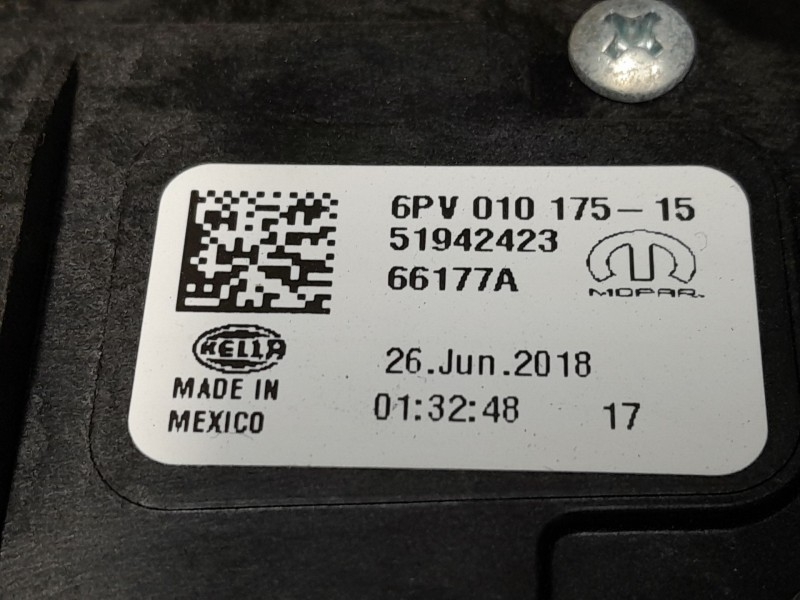 6PV 010 175-15
51942423
66177A
MOPAR.
HELLA
26.Jun.2018
MADE IN
MEXICO
01:32:48 17